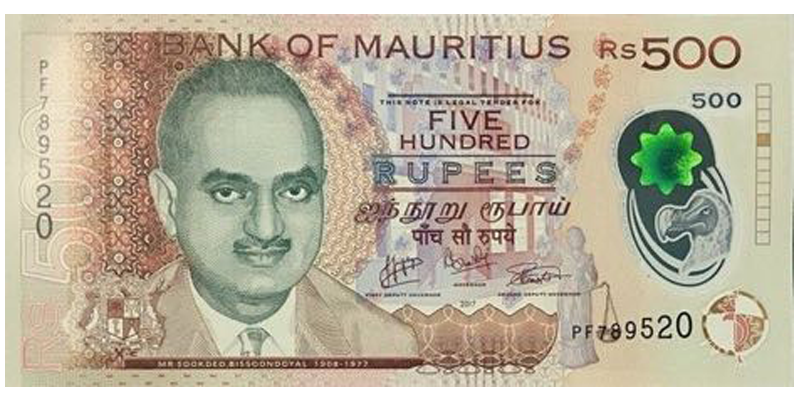 BANK OF MAURITIUS
Rs500
500
PF789520
THIS NOTE IS LEGAL TENDER FOR
FIVE
HUNDRED
RUPEES
ஐந்நூறு ரூபாய்
पाँच सौ रुपये
FIRST DEPUTY GOVERNOR
GOVERNOR
SECOND DEPUTY GOVERNOR
2017
Rs 500
PF789520
MR SOOKDEO BISSOONDOYAL 1908-1977